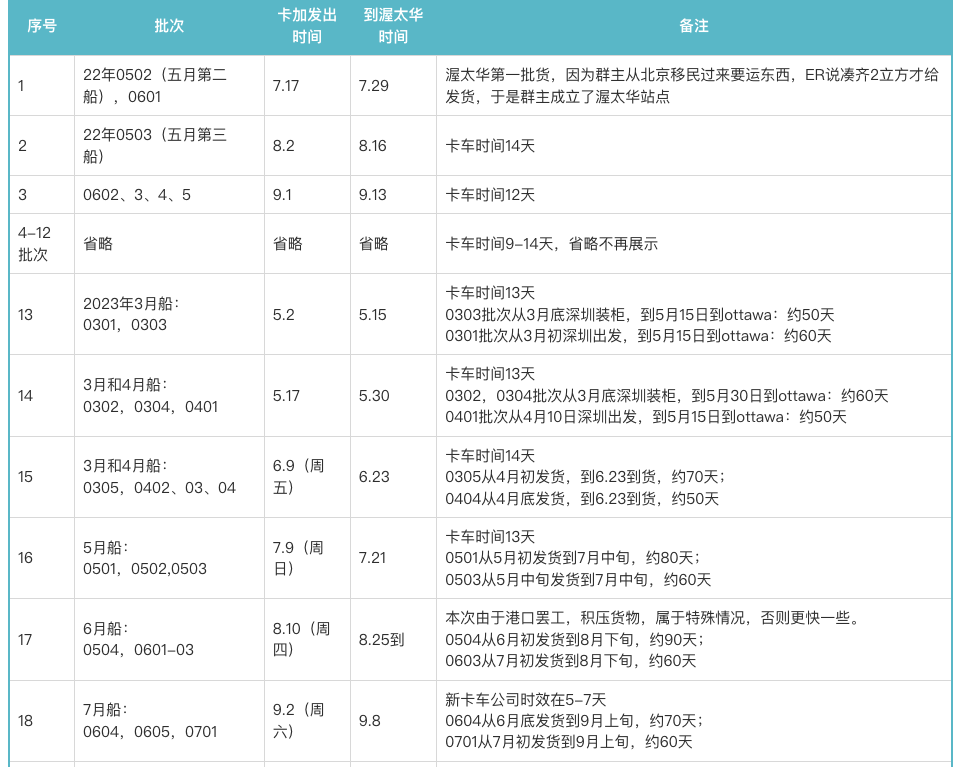 序号
批次
卡加发出
时间
到渥太华
时间
备注
1
22年0502（五月第二
船），0601
7.17
7.29
渥太华第一批货，因为群主从北京移民过来要运东西，ER说凑齐2立方才给
发货，于是群主成立了渥太华站点
2
22年0503（五月第三
船）
8.2
8.16
卡车时间14天
3
0602、3、4、5
9.1
9.13
卡车时间12天
4-12
批次
省略
省略
省略
卡车时间9-14天，省略不再展示
13
2023年3月船：
0301，0303
5.2
5.15
卡车时间13天
0303批次从3月底深圳装柜，到5月15日到ottawa：约50天
0301批次从3月初深圳出发，到5月15日到ottawa：约60天
14
3月和4月船：
0302，0304，0401
5.17
5.30
卡车时间13天
0302，0304批次从3月底深圳装柜，到5月30日到ottawa：约60天
0401批次从4月10日深圳出发，到5月15日到ottawa：约50天
15
3月和4月船：
0305，0402、03、04
6.9（周
五）
6.23
卡车时间14天
0305从4月初发货，到6.23到货，约70天；
0404从4月底发货，到6.23到货，约50天
16
5月船：
0501，0502,0503
7.9（周
日）
7.21
卡车时间13天
0501从5月初发货到7月中旬，约80天；
0503从5月中旬发货到7月中旬，约60天
17
6月船：
0504，0601-03
8.10（周
四）
8.25到
本次由于港口罢工，积压货物，属于特殊情况，否则更快一些。
0504从6月初发货到8月下旬，约90天；
0603从7月初发货到8月下旬，约60天
18
7月船：
0604，0605，0701
9.2（周
六）
9.8
新卡车公司时效在5-7天
0604从6月底发货到9月上旬，约70天；
0701从7月初发货到9月上旬，约60天